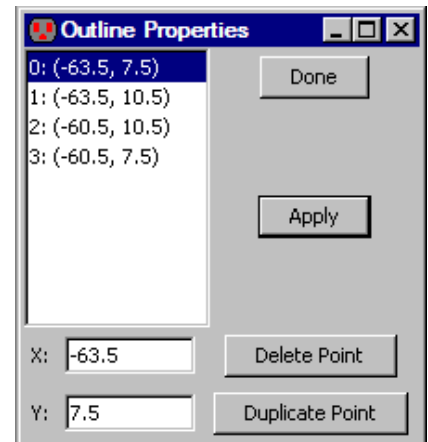 Outline Properties
0: (-63.5, 7.5)
1: (-63.5, 10.5)
2: (-60.5, 10.5)
3: (-60.5, 7.5)
Done
Apply
X: -63.5 Delete Point
Y: 7.5 Duplicate Point